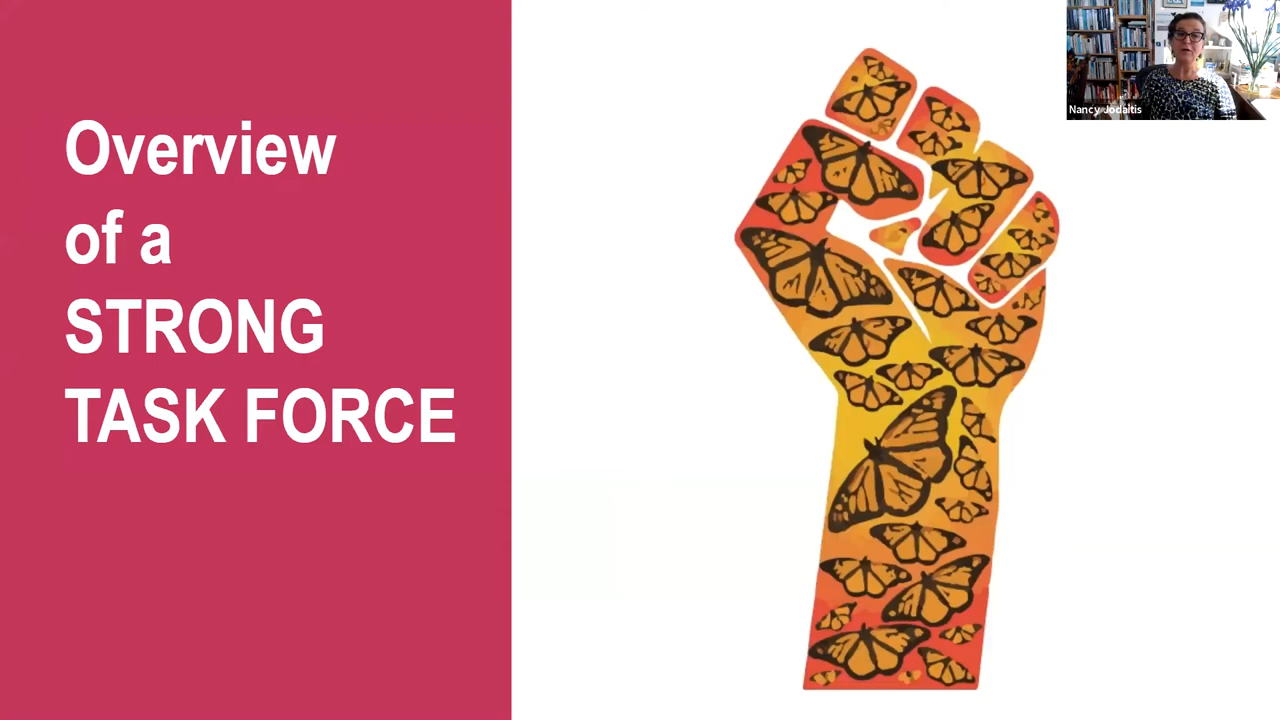 Overview
of a
STRONG
TASK FORCE
Nancy Jodaitis